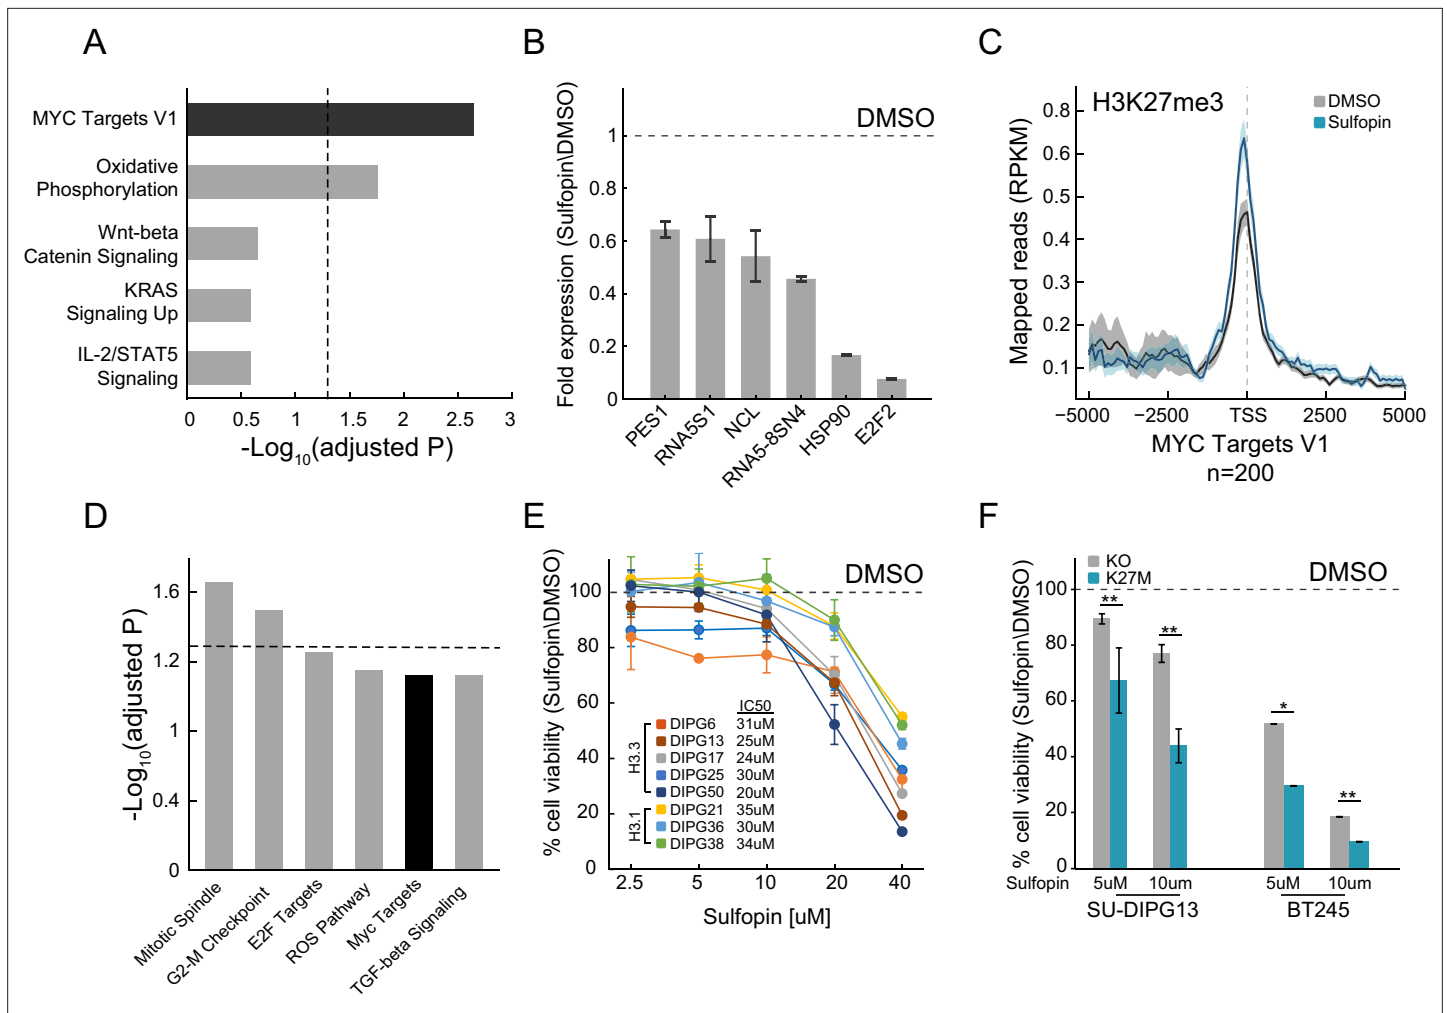 A
MYC Targets V1
Oxidative
Phosphorylation
Wnt-beta
Catenin Signaling
KRAS
Signaling Up
IL-2/STAT5
Signaling
0 0.5 1 1.5 2 2.5 3
-Log10(adjusted P)
B
DMSO
Fold expression (Sulfopin\DMSO)
1
0.8
0.6
0.4
0.2
0
PES1 RNA5S1 NCL RNA5-8SN4 HSP90 E2F2
C
H3K27me3
DMSO
Sulfopin
Mapped reads (RPKM)
0.8
0.6
0.5
0.4
0.2
0.1
−5000 −2500 TSS 2500 5000
MYC Targets V1
n=200
D
-Log10(adjusted P)
1.6
1.2
1
0.4
0
Mitotic Spindle
G2-M Checkpoint
E2F Targets
ROS Pathway
Myc Targets
TGF-beta Signaling
E
DMSO
% cell viability (Sulfopin\DMSO)
100
80
60
40
20
0
IC50
H3.3
DIPG6 31uM
DIPG13 25uM
DIPG17 24uM
DIPG25 30uM
DIPG50 20uM
H3.1
DIPG21 35uM
DIPG36 30uM
DIPG38 34uM
2.5 5 10 20 40
Sulfopin [uM]
F
KO
K27M
DMSO
% cell viability (Sulfopin\DMSO)
100
80
60
40
20
0
** ** * **
Sulfopin 5uM 10um 5uM 10um
SU-DIPG13 BT245